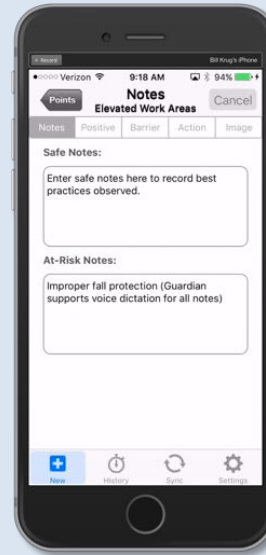 Record
Bill Krug's iPhone
Verizon 9:18 AM 94%
Points
Notes
Elevated Work Areas
Cancel
Notes Positive Barrier Action Image
Safe Notes:
Enter safe notes here to record best
practices observed.
At-Risk Notes:
Improper fall protection (Guardian
supports voice dictation for all notes)
New History Sync Settings